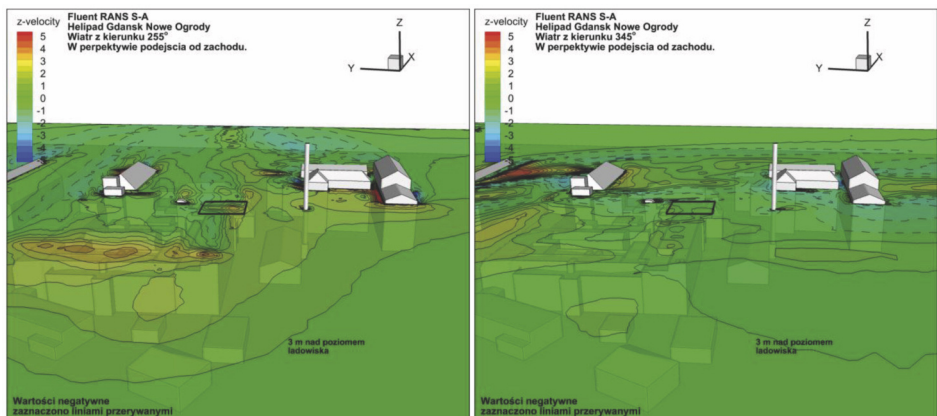 z-velocity
5
4
3
2
1
0
-1
-2
-3
-4
Fluent RANS S-A
Helipad Gdansk Nowe Ogrody
Wiatr z kierunku 255°
W perpektywie podejscia od zachodu.
Z
Y
X
3 m nad poziomem
ladowiska
Wartości negatywne
zaznaczono liniami przerywanymi
z-velocity
5
4
3
2
1
0
-1
-2
-3
-4
Fluent RANS S-A
Helipad Gdansk Nowe Ogrody
Wiatr z kierunku 345°
W perpektywie podejscia od zachodu.
Z
Y
X
3 m nad poziomem
ladowiska
Wartości negatywne
zaznaczono liniami przerywanymi